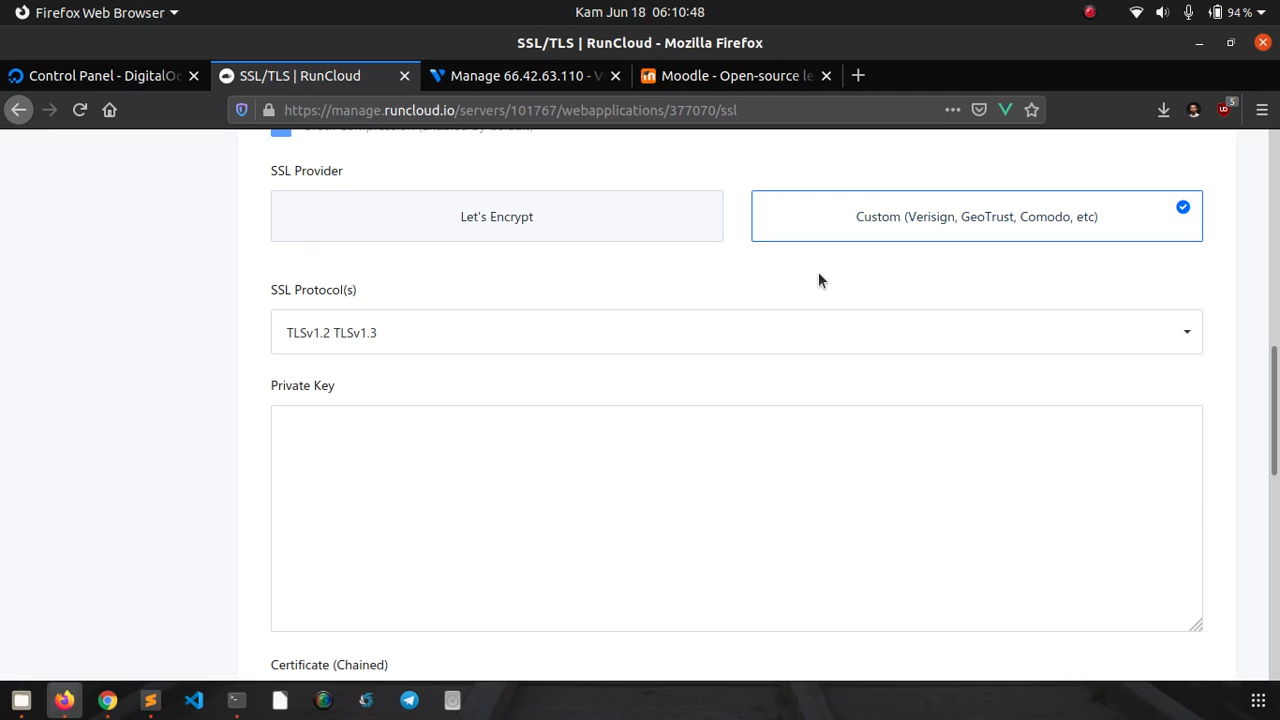 Firefox Web Browser
Kam Jun 18 06:10:48
94%
SSL/TLS | RunCloud - Mozilla Firefox
Control Panel - DigitalOc
SSL/TLS | RunCloud
Manage 66.42.63.110 - V
Moodle - Open-source le
https://manage.runcloud.io/servers/101767/webapplications/377070/ssl
5
SSL Provider
Let's Encrypt
Custom (Verisign, GeoTrust, Comodo, etc)
SSL Protocol(s)
TLSv1.2 TLSv1.3
Private Key
Certificate (Chained)